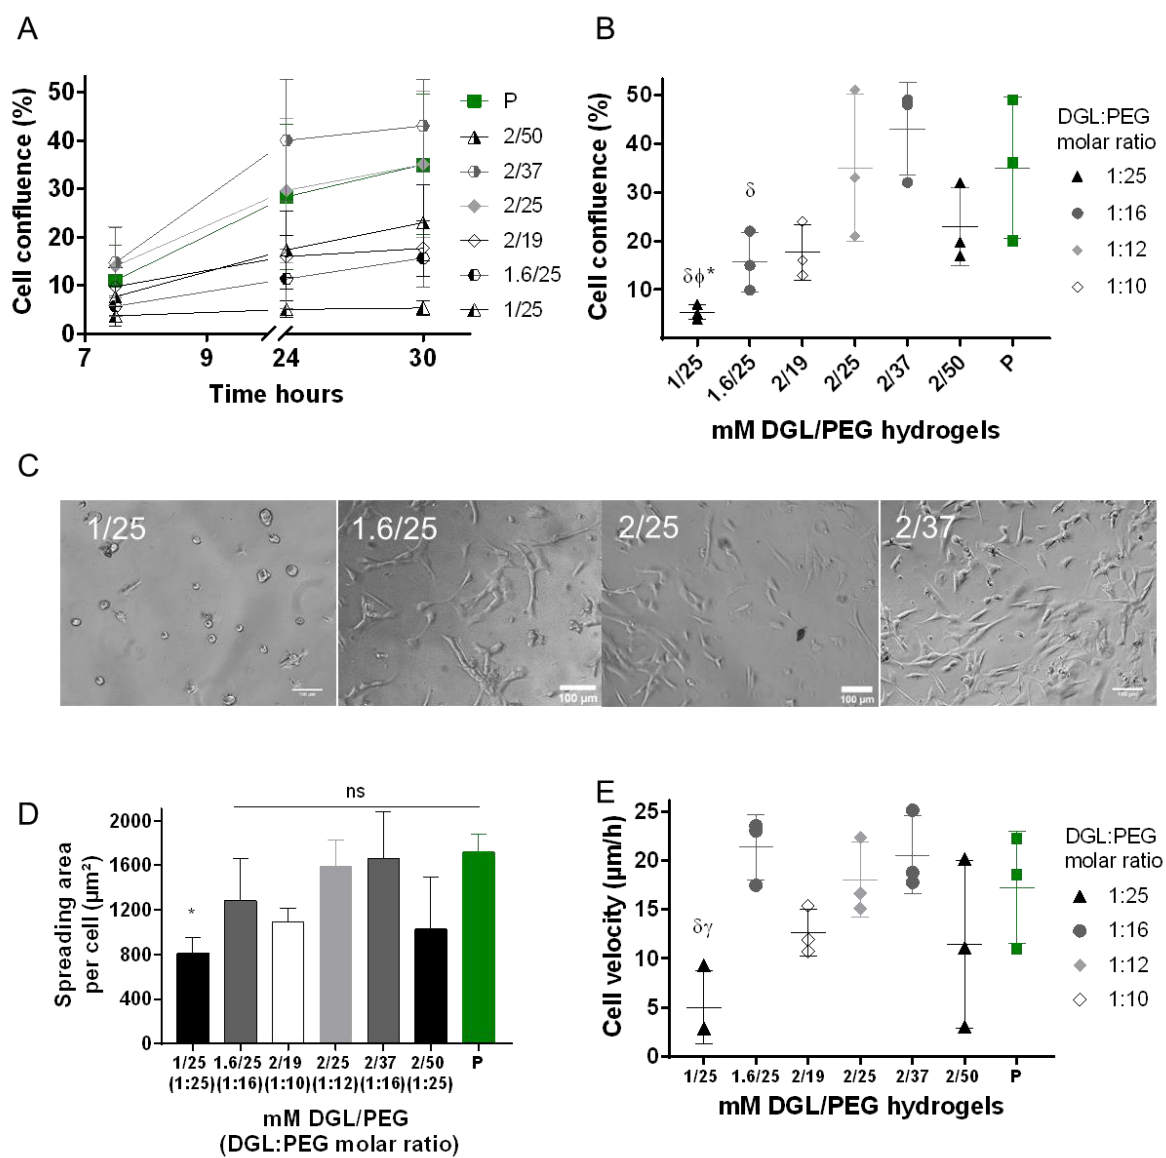 A
Cell confluence (%)
50
40
30
20
10
0
7
9
24
30
Time hours
P
2/50
2/37
2/25
2/19
1.6/25
1/25
B
Cell confluence (%)
50
40
30
20
10
δϕ*
δ
1/25
1.6/25
2/19
2/25
2/37
2/50
P
mM DGL/PEG hydrogels
DGL:PEG
molar ratio
1:25
1:16
1:12
1:10
C
1/25
1.6/25
2/25
2/37
100 µm
100 µm
100 µm
100 µm
D
Spreading area
per cell (µm²)
2000
1600
1200
800
400
0
ns
*
1/25 1.6/25 2/19 2/25 2/37 2/50 P
(1:25) (1:16) (1:10) (1:12) (1:16) (1:25)
mM DGL/PEG
(DGL:PEG molar ratio)
E
Cell velocity (µm/h)
25
20
15
10
5
0
δγ
1/25 1.6/25 2/19 2/25 2/37 2/50 P
mM DGL/PEG hydrogels
DGL:PEG
molar ratio
1:25
1:16
1:12
1:10